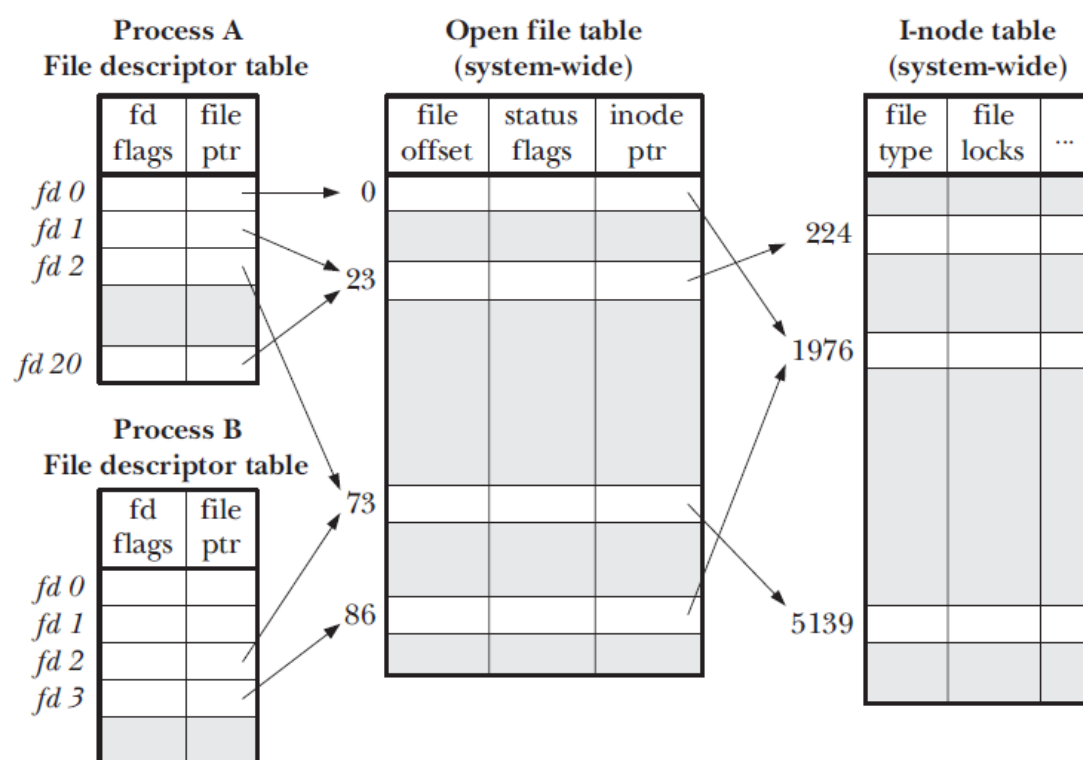 Process A
File descriptor table
fd flags
file ptr
fd 0
fd 1
fd 2
fd 20
Process B
File descriptor table
fd flags
file ptr
fd 0
fd 1
fd 2
fd 3
Open file table
(system-wide)
file offset
status flags
inode ptr
0
23
73
86
I-node table
(system-wide)
file type
file locks
...
224
1976
5139